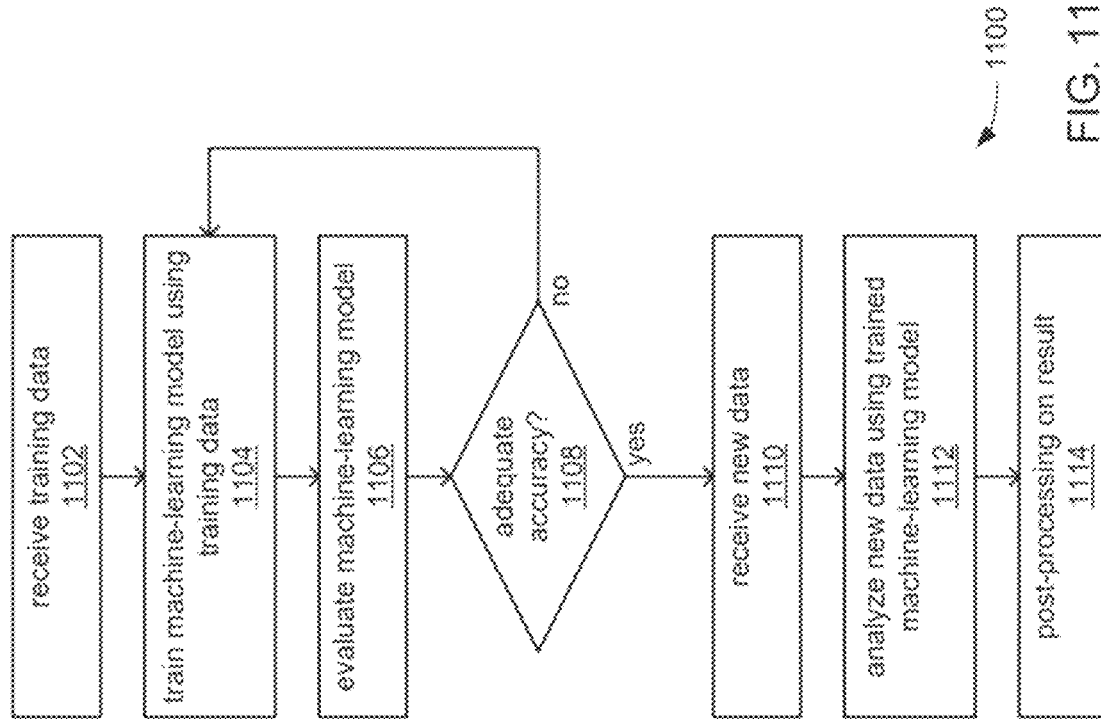 receive training data
1102
train machine-learning model using
training data
1104
evaluate machine-learning model
1106
adequate
accuracy?
1108
no
yes
receive new data
1110
analyze new data using trained
machine-learning model
1112
post-processing on result
1114
1100
FIG. 11